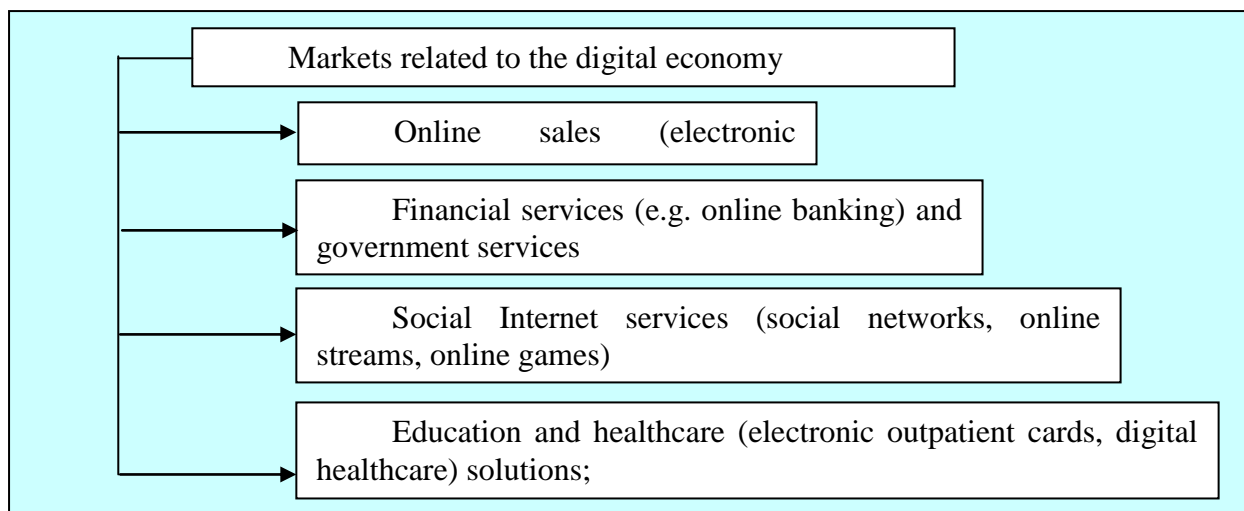 Markets related to the digital economy
Online sales (electronic
Financial services (e.g. online banking) and
government services
Social Internet services (social networks, online
streams, online games)
Education and healthcare (electronic outpatient cards, digital
healthcare) solutions;